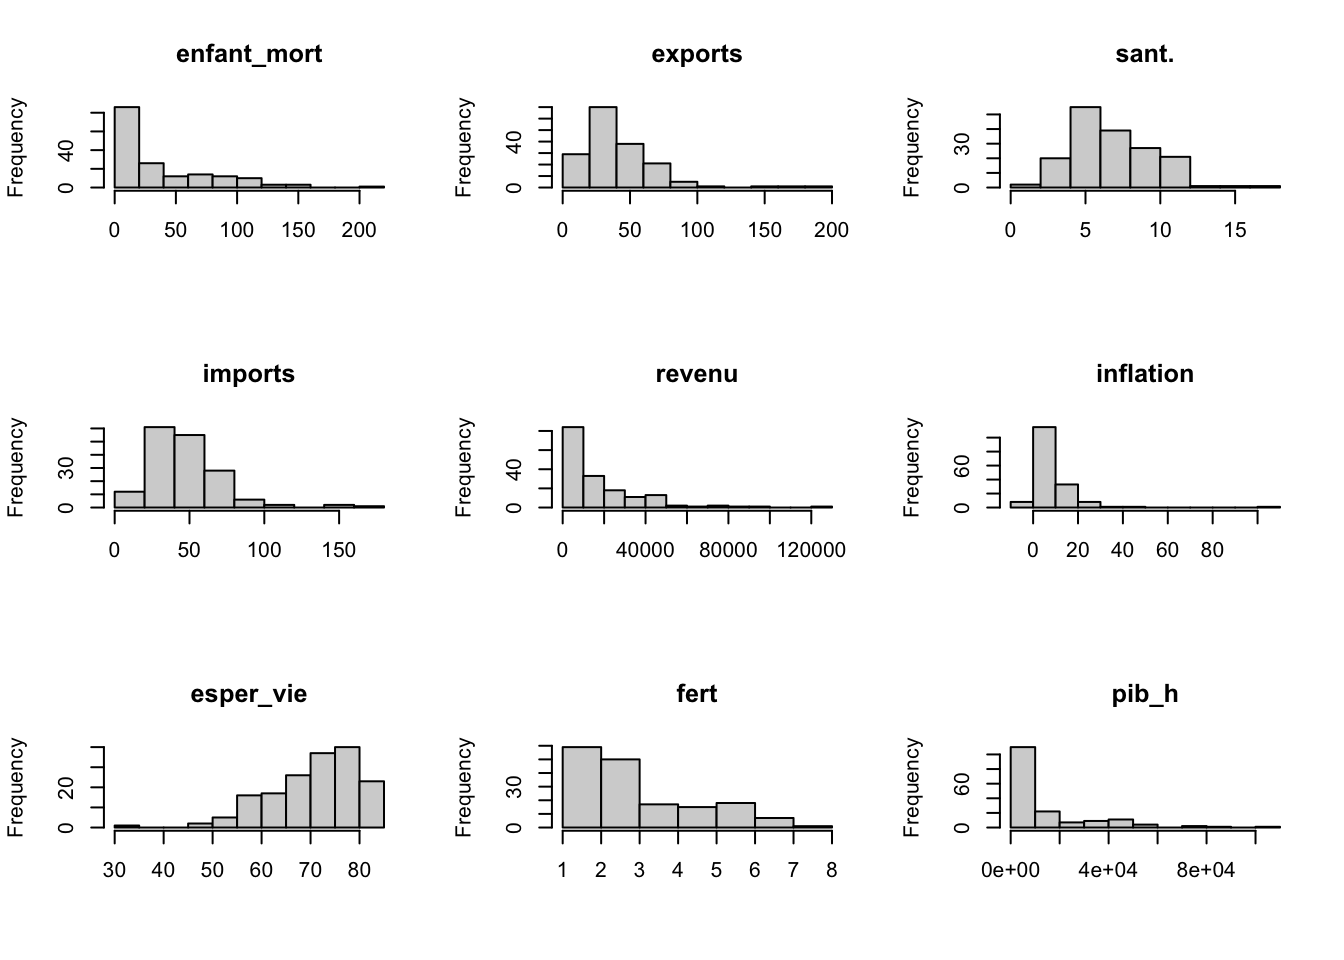 enfant_mort
Frequency
0 40
0 50 100 150 200
exports
Frequency
0 40
0 50 100 150 200
sant.
Frequency
0 30
0 5 10 15
imports
Frequency
0 30
0 50 100 150
revenu
Frequency
0 40
0 40000 80000 120000
inflation
Frequency
0 60
0 20 40 60 80
esper_vie
Frequency
0 20
30 40 50 60 70 80
fert
Frequency
0 30
1 2 3 4 5 6 7 8
pib_h
Frequency
0 60
0e+00 4e+04 8e+04